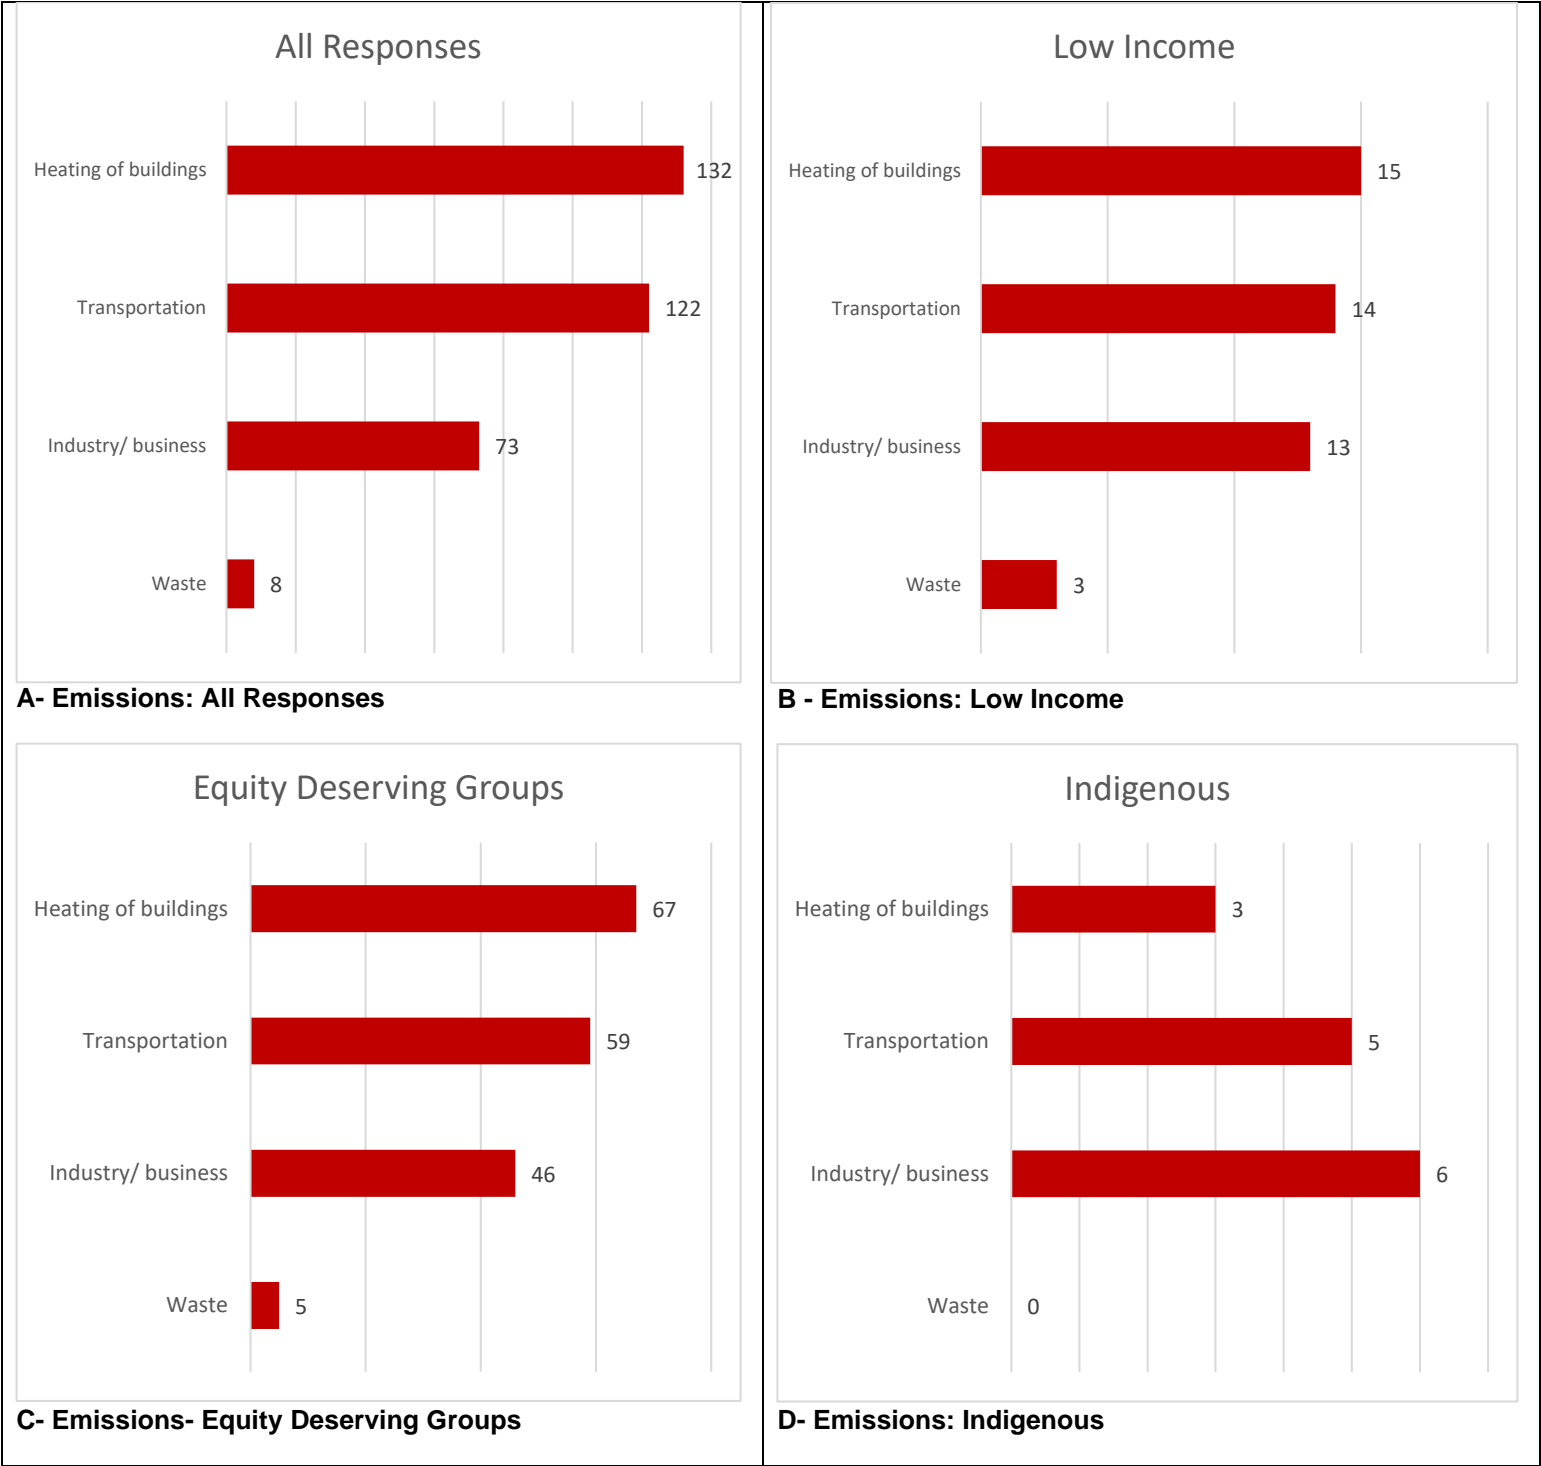 All Responses
Heating of buildings
132
Transportation
122
Industry/ business
73
Waste
8
A- Emissions: All Responses
Low Income
Heating of buildings
15
Transportation
14
Industry/ business
13
Waste
3
B - Emissions: Low Income
Equity Deserving Groups
Heating of buildings
67
Transportation
59
Industry/ business
46
Waste
5
C- Emissions- Equity Deserving Groups
Indigenous
Heating of buildings
3
Transportation
5
Industry/ business
6
Waste
0
D- Emissions: Indigenous